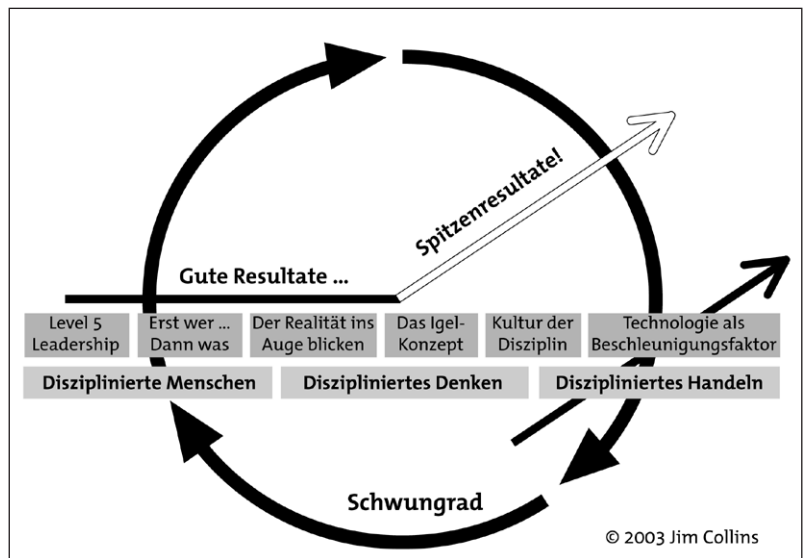 Spitzenresultate!
Gute Resultate ...
Level 5
Leadership
Erst wer ...
Dann was
Der Realität ins
Auge blicken
Das Igel-
Konzept
Kultur der
Disziplin
Technologie als
Beschleunigungsfaktor
Disziplinierte Menschen
Diszipliniertes Denken
Diszipliniertes Handeln
Schwungrad
© 2003 Jim Collins